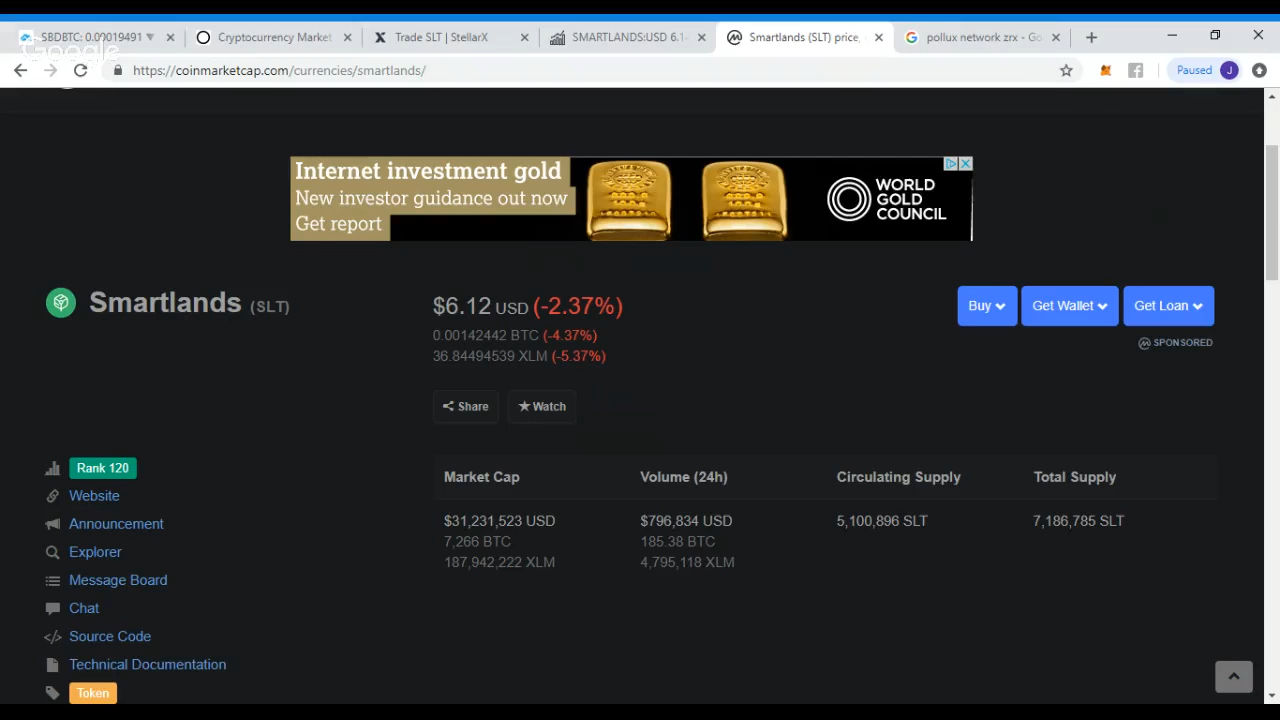 SBDBTC: 0.00019491 ▼
Cryptocurrency Market
Trade SLT | StellarX
SMARTLANDS:USD 6.1
Smartlands (SLT) price,
pollux network zrx - Go
Google
https://coinmarketcap.com/currencies/smartlands/
Paused
J
Internet investment gold
New investor guidance out now
Get report
WORLD
GOLD
COUNCIL
Smartlands (SLT)
$6.12 USD (-2.37%)
0.00142442 BTC (-4.37%)
36.84494539 XLM (-5.37%)
Buy
Get Wallet
Get Loan
SPONSORED
Share
Watch
Rank 120
Website
Announcement
Explorer
Message Board
Chat
Source Code
Technical Documentation
Token
Market Cap
Volume (24h)
Circulating Supply
Total Supply
$31,231,523 USD
$796,834 USD
5,100,896 SLT
7,186,785 SLT
7,266 BTC
185.38 BTC
187,942,222 XLM
4,795,118 XLM